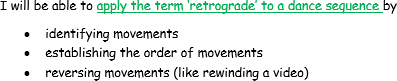 I will be able to apply the term ‘retrograde’ to a dance sequence by
• identifying movements
• establishing the order of movements
• reversing movements (like rewinding a video)